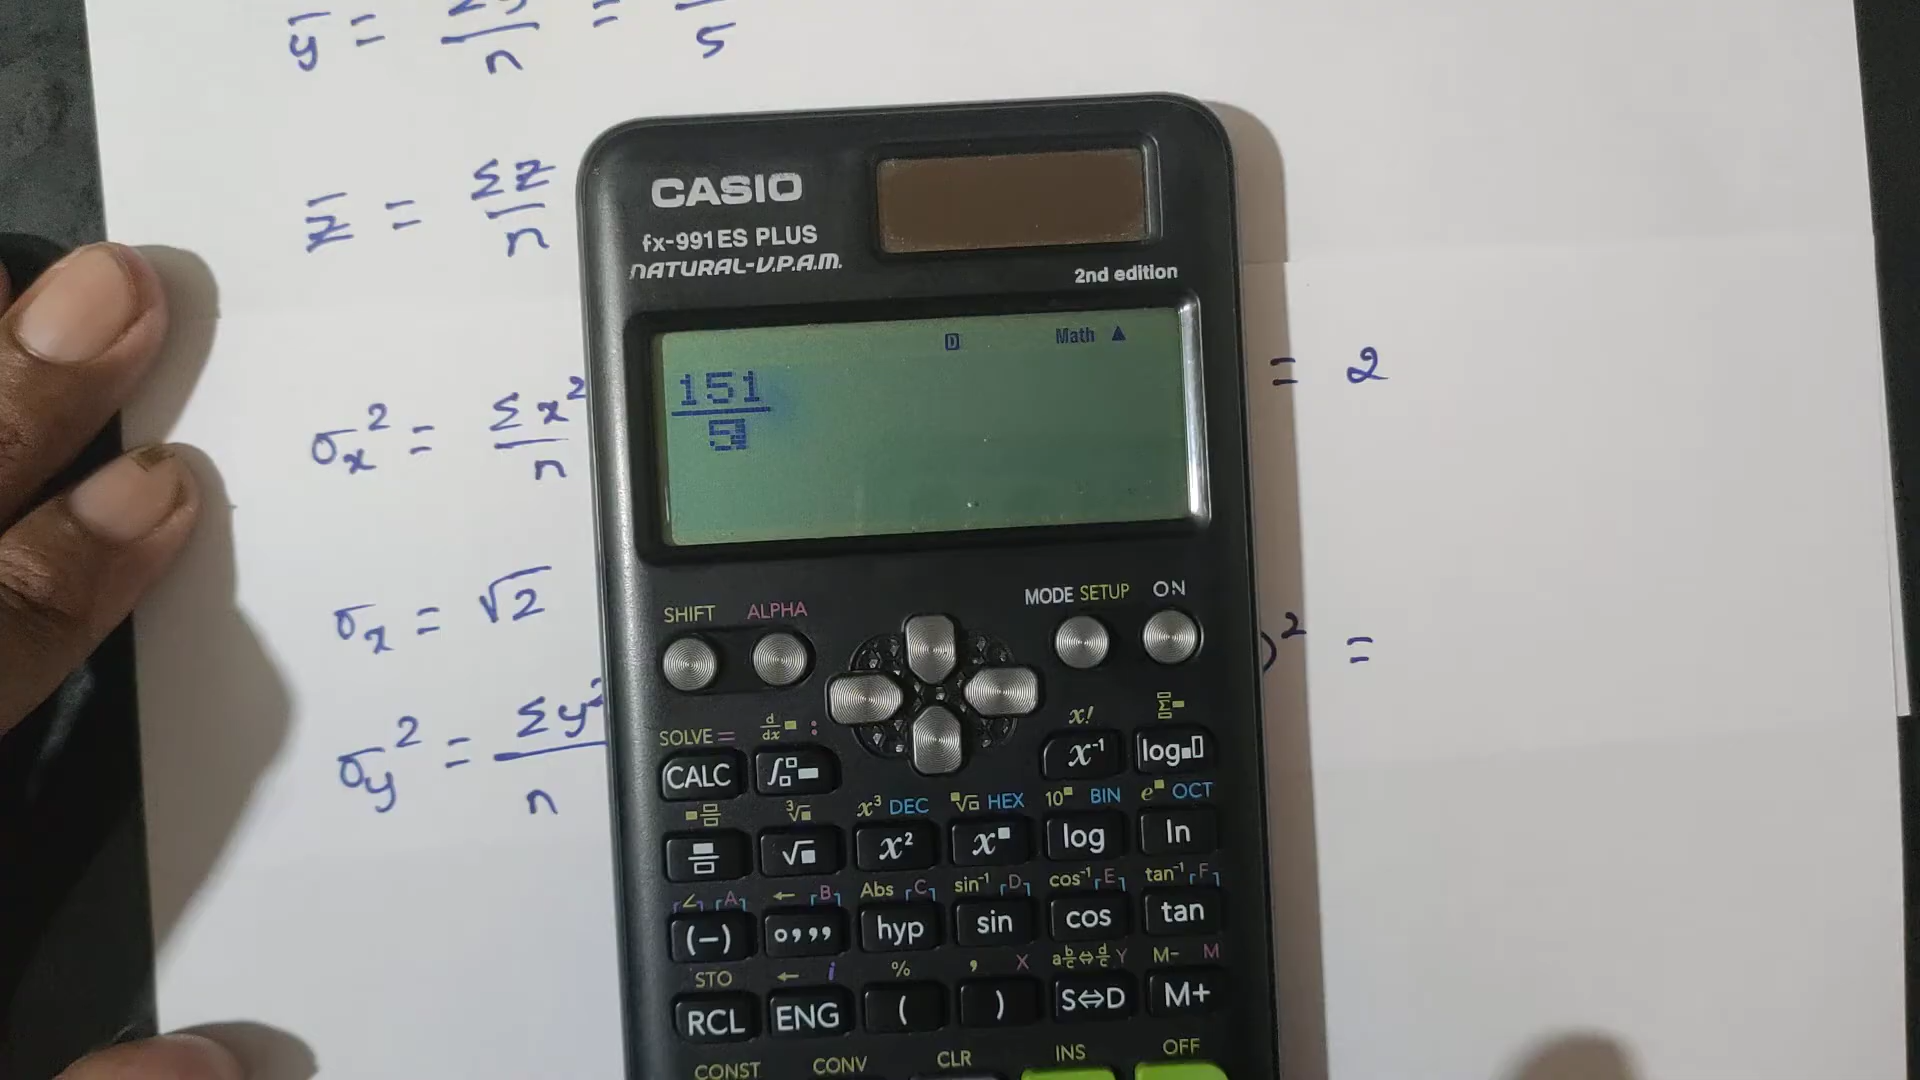 ȳ = Σy/n = /5
z̄ = Σz/n
σx² = Σx²/n = 2
σx = √2
σy² = Σy²/n )² =
CASIO
fx-991ES PLUS
NATURAL-V.P.A.M.
2nd edition
D Math ▲
151/5
SHIFT ALPHA MODE SETUP ON
SOLVE = d/dx : x! Σ
CALC ∫ x⁻¹ log
³√ x³ DEC √ HEX 10 BIN e OCT
√ x² x log ln
∠ A ← B Abs C sin⁻¹ D cos⁻¹ E tan⁻¹ F
(−) °,,, hyp sin cos tan
STO ← i % , X a b/c⇔d/c Y M- M
RCL ENG ( ) S⇔D M+
CONST CONV CLR INS OFF